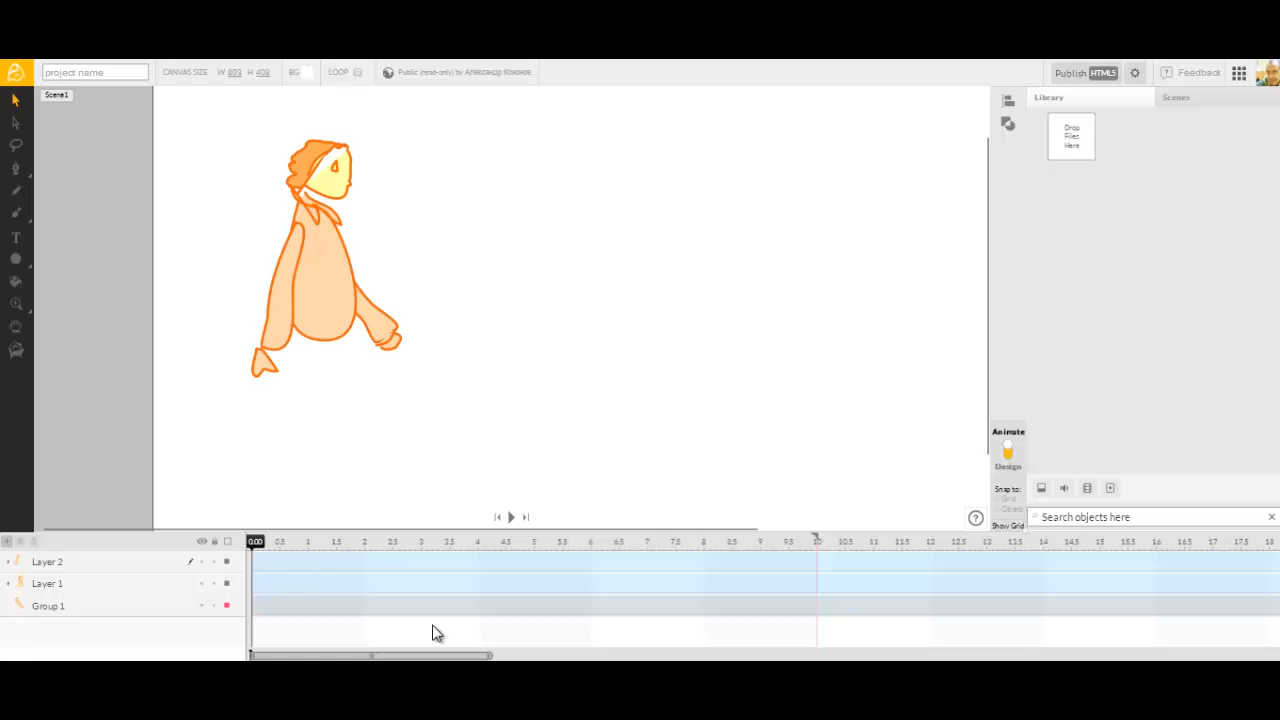 project name
CANVAS SIZE W 803 H 408 BG LOOP Public (read-only) by Александр Кононов
Publish HTML5 Feedback
Scene1
Library Scenes
Drop
Files
Here
Animate
Design
Snap to:
Grid
Object
Show Grid
Search objects here
T
?
0.00 0.5 1 1.5 2 2.5 3 3.5 4 4.5 5 5.5 6 6.5 7 7.5 8 8.5 9 9.5 10 10.5 11 11.5 12 12.5 13 13.5 14 14.5 15 15.5 16 16.5 17 17.5 18
Layer 2
Layer 1
Group 1